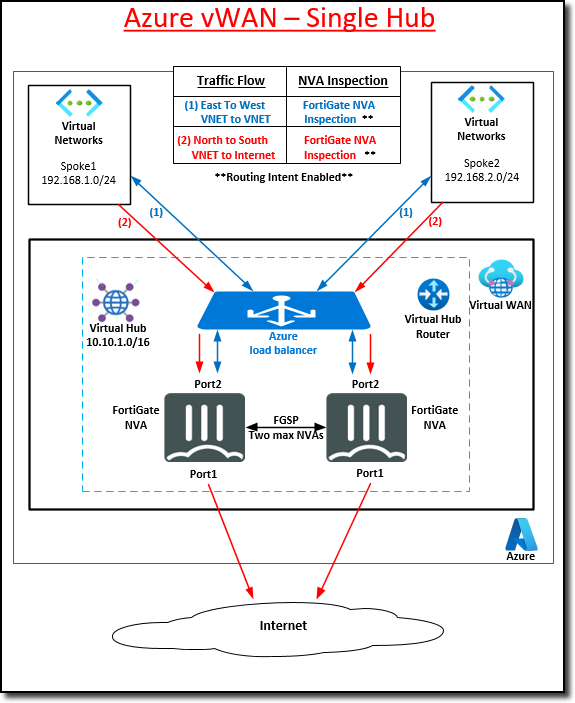 Azure vWAN – Single Hub
Traffic Flow
NVA Inspection
(1) East To West
VNET to VNET
FortiGate NVA
Inspection **
(2) North to South
VNET to Internet
FortiGate NVA
Inspection **
**Routing Intent Enabled**
Virtual
Networks
Spoke1
192.168.1.0/24
Virtual
Networks
Spoke2
192.168.2.0/24
(1)
(2)
(1)
(2)
Virtual WAN
Virtual Hub
10.10.1.0/16
Azure
load balancer
Virtual Hub
Router
Port2
Port2
FortiGate
NVA
FGSP
Two max NVAs
FortiGate
NVA
Port1
Port1
Azure
Internet